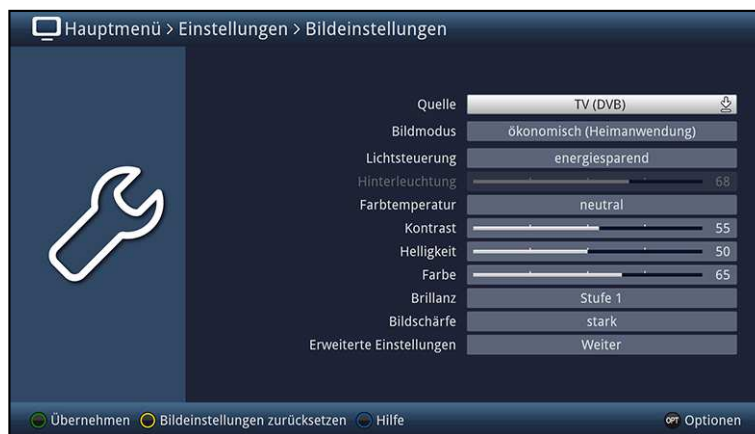 Hauptmenü > Einstellungen > Bildeinstellungen
Quelle TV (DVB)
Bildmodus ökonomisch (Heimanwendung)
Lichtsteuerung energiesparend
Hinterleuchtung 68
Farbtemperatur neutral
Kontrast 55
Helligkeit 50
Farbe 65
Brillanz Stufe 1
Bildschärfe stark
Erweiterte Einstellungen Weiter
Übernehmen Bildeinstellungen zurücksetzen Hilfe OPT Optionen